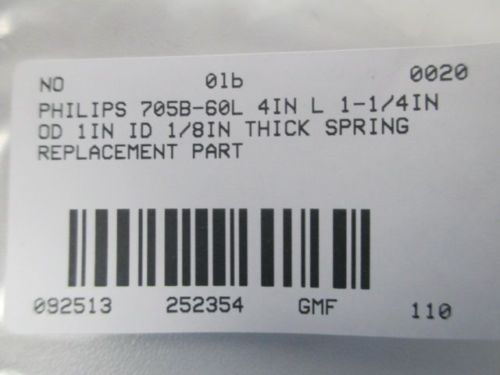 NO 01b 0020
PHILIPS 705B-60L 4IN L 1-1/4IN
OD 1IN ID 1/8IN THICK SPRING
REPLACEMENT PART
092513 252354 GMF 110